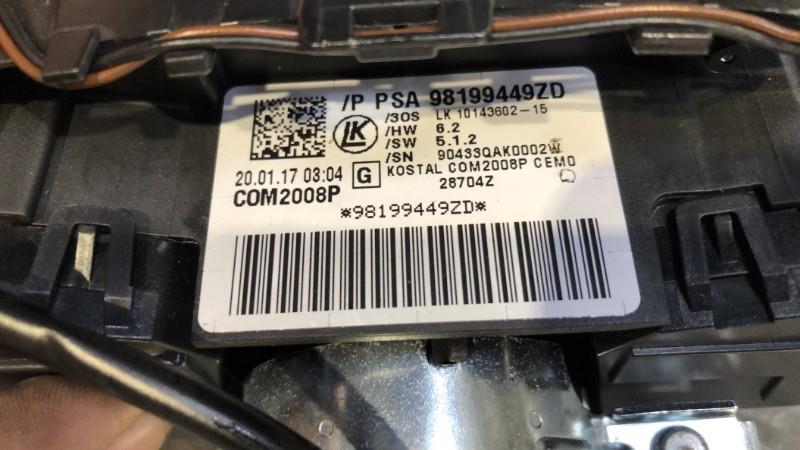 /P PSA 98199449ZD
/3OS LK 10143602-15
LK
/HW 6.2
/SW 5.1.2
/SN 90433QAK0002W
20.01.17 03:04 G KOSTAL COM2008P CEM0
COM2008P 28704Z
*98199449ZD*